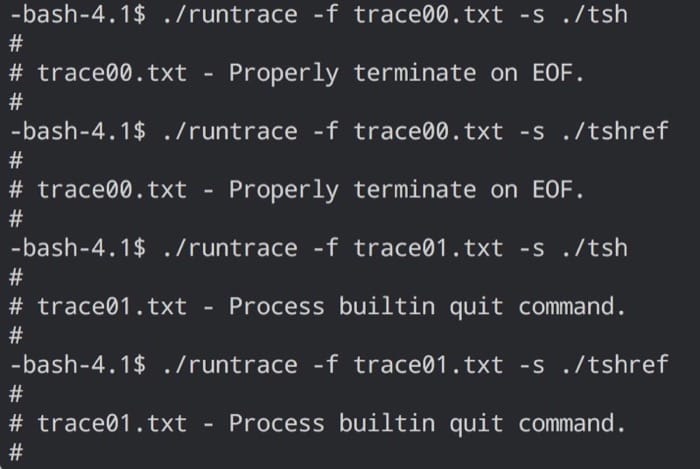 -bash-4.1$ ./runtrace -f trace00.txt -s ./tsh
#
# trace00.txt - Properly terminate on EOF.
#
-bash-4.1$ ./runtrace -f trace00.txt -s ./tshref
#
# trace00.txt - Properly terminate on EOF.
#
-bash-4.1$ ./runtrace -f trace01.txt -s ./tsh
#
# trace01.txt - Process builtin quit command.
#
-bash-4.1$ ./runtrace -f trace01.txt -s ./tshref
#
# trace01.txt - Process builtin quit command.
#